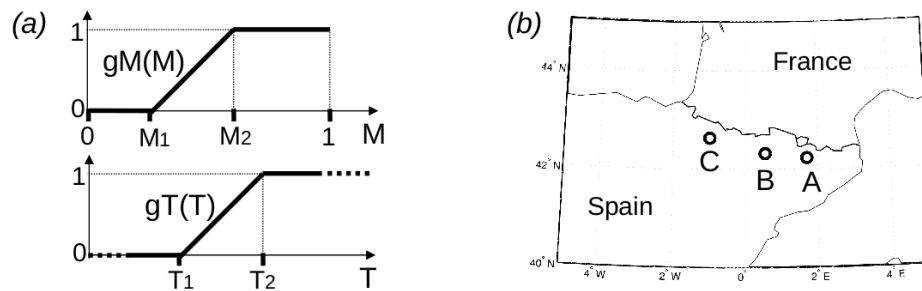 (a)
1
gM(M)
0
0 M1 M2 1 M
1
gT(T)
0
T1 T2 T
(b)
44°N
France
42°N
C B A
Spain
40°N
4°W 2°W 0° 2°E 4°E